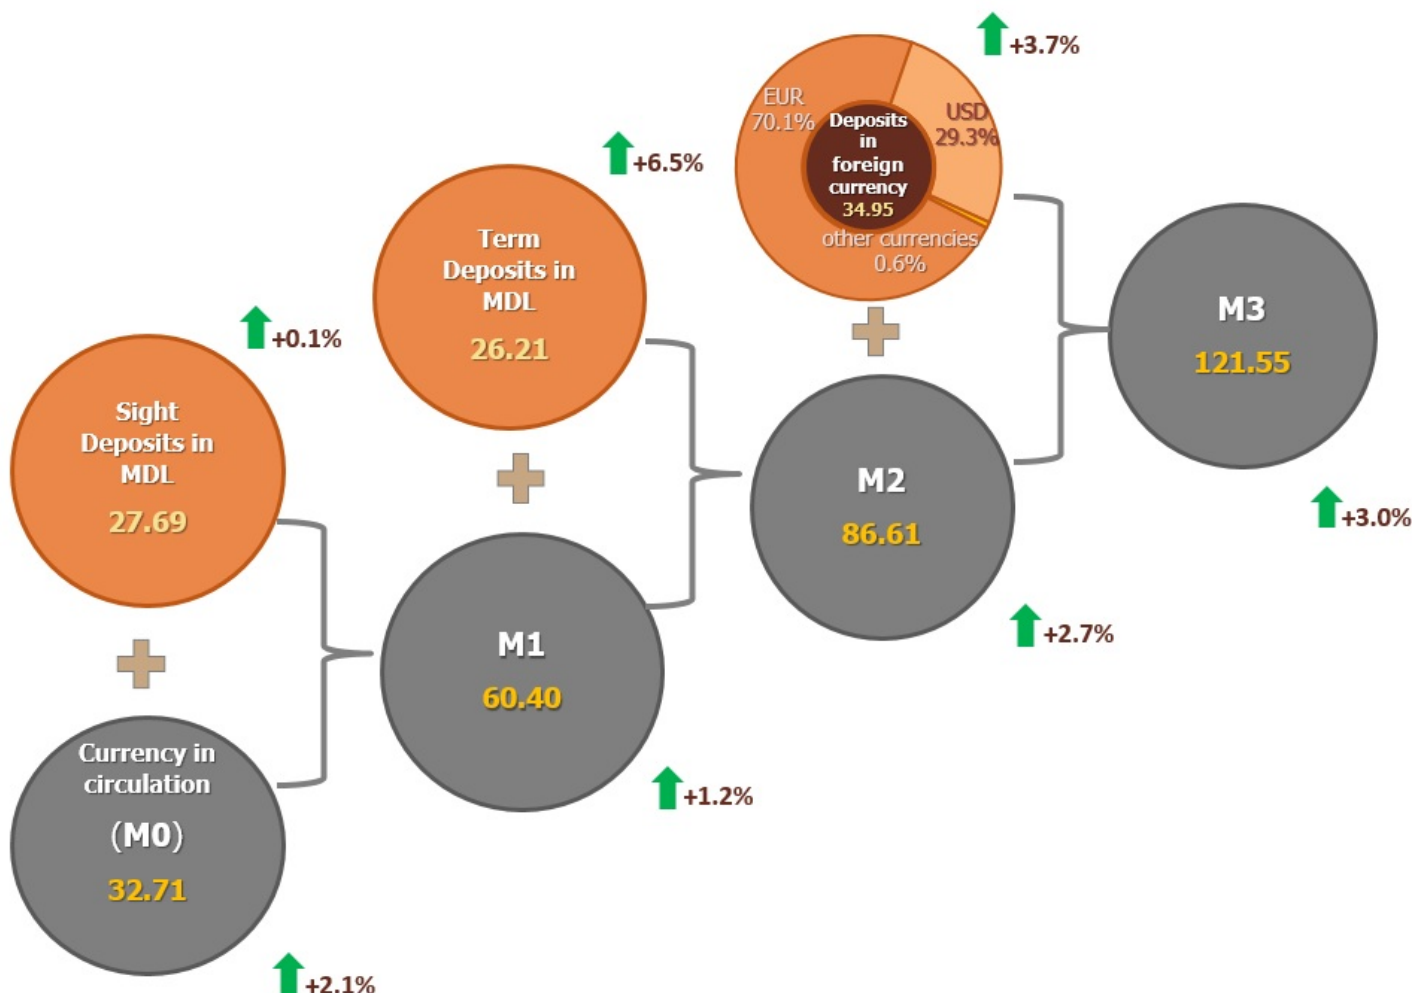 +3.7%
EUR
70.1%
USD
29.3%
Deposits
in
foreign
currency
34.95
other currencies
0.6%
+6.5%
Term
Deposits in
MDL
26.21
+0.1%
Sight
Deposits in
MDL
27.69
M3
121.55
+3.0%
M2
86.61
+2.7%
M1
60.40
+1.2%
Currency in
circulation
(M0)
32.71
+2.1%